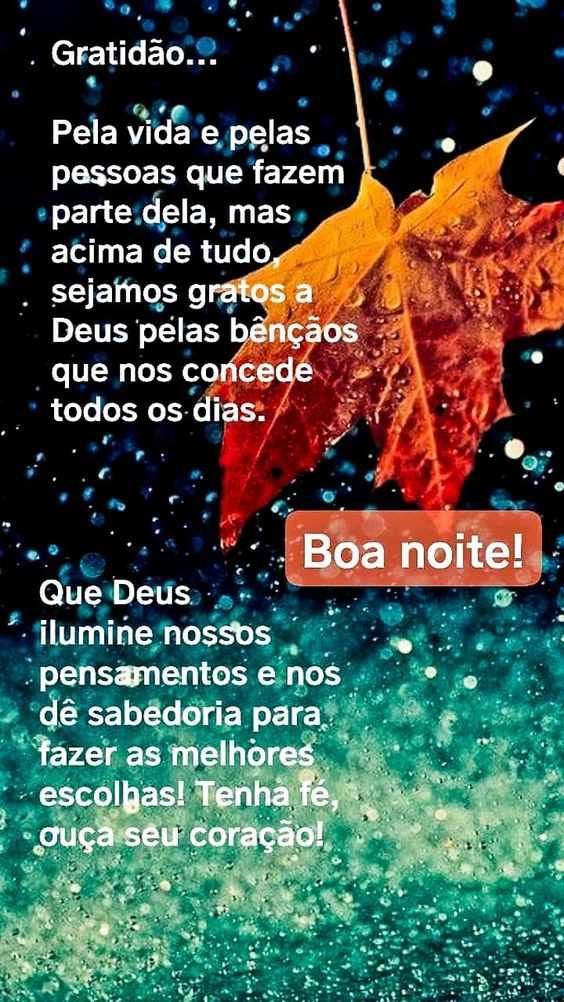 Gratidão...
Pela vida e pelas
pessoas que fazem
parte dela, mas
acima de tudo,
sejamos gratos a
Deus pelas bênçãos
que nos concede
todos os dias.
Boa noite!
Que Deus
ilumine nossos
pensamentos e nos
dê sabedoria para
fazer as melhores
escolhas! Tenha fé,
ouça seu coração!